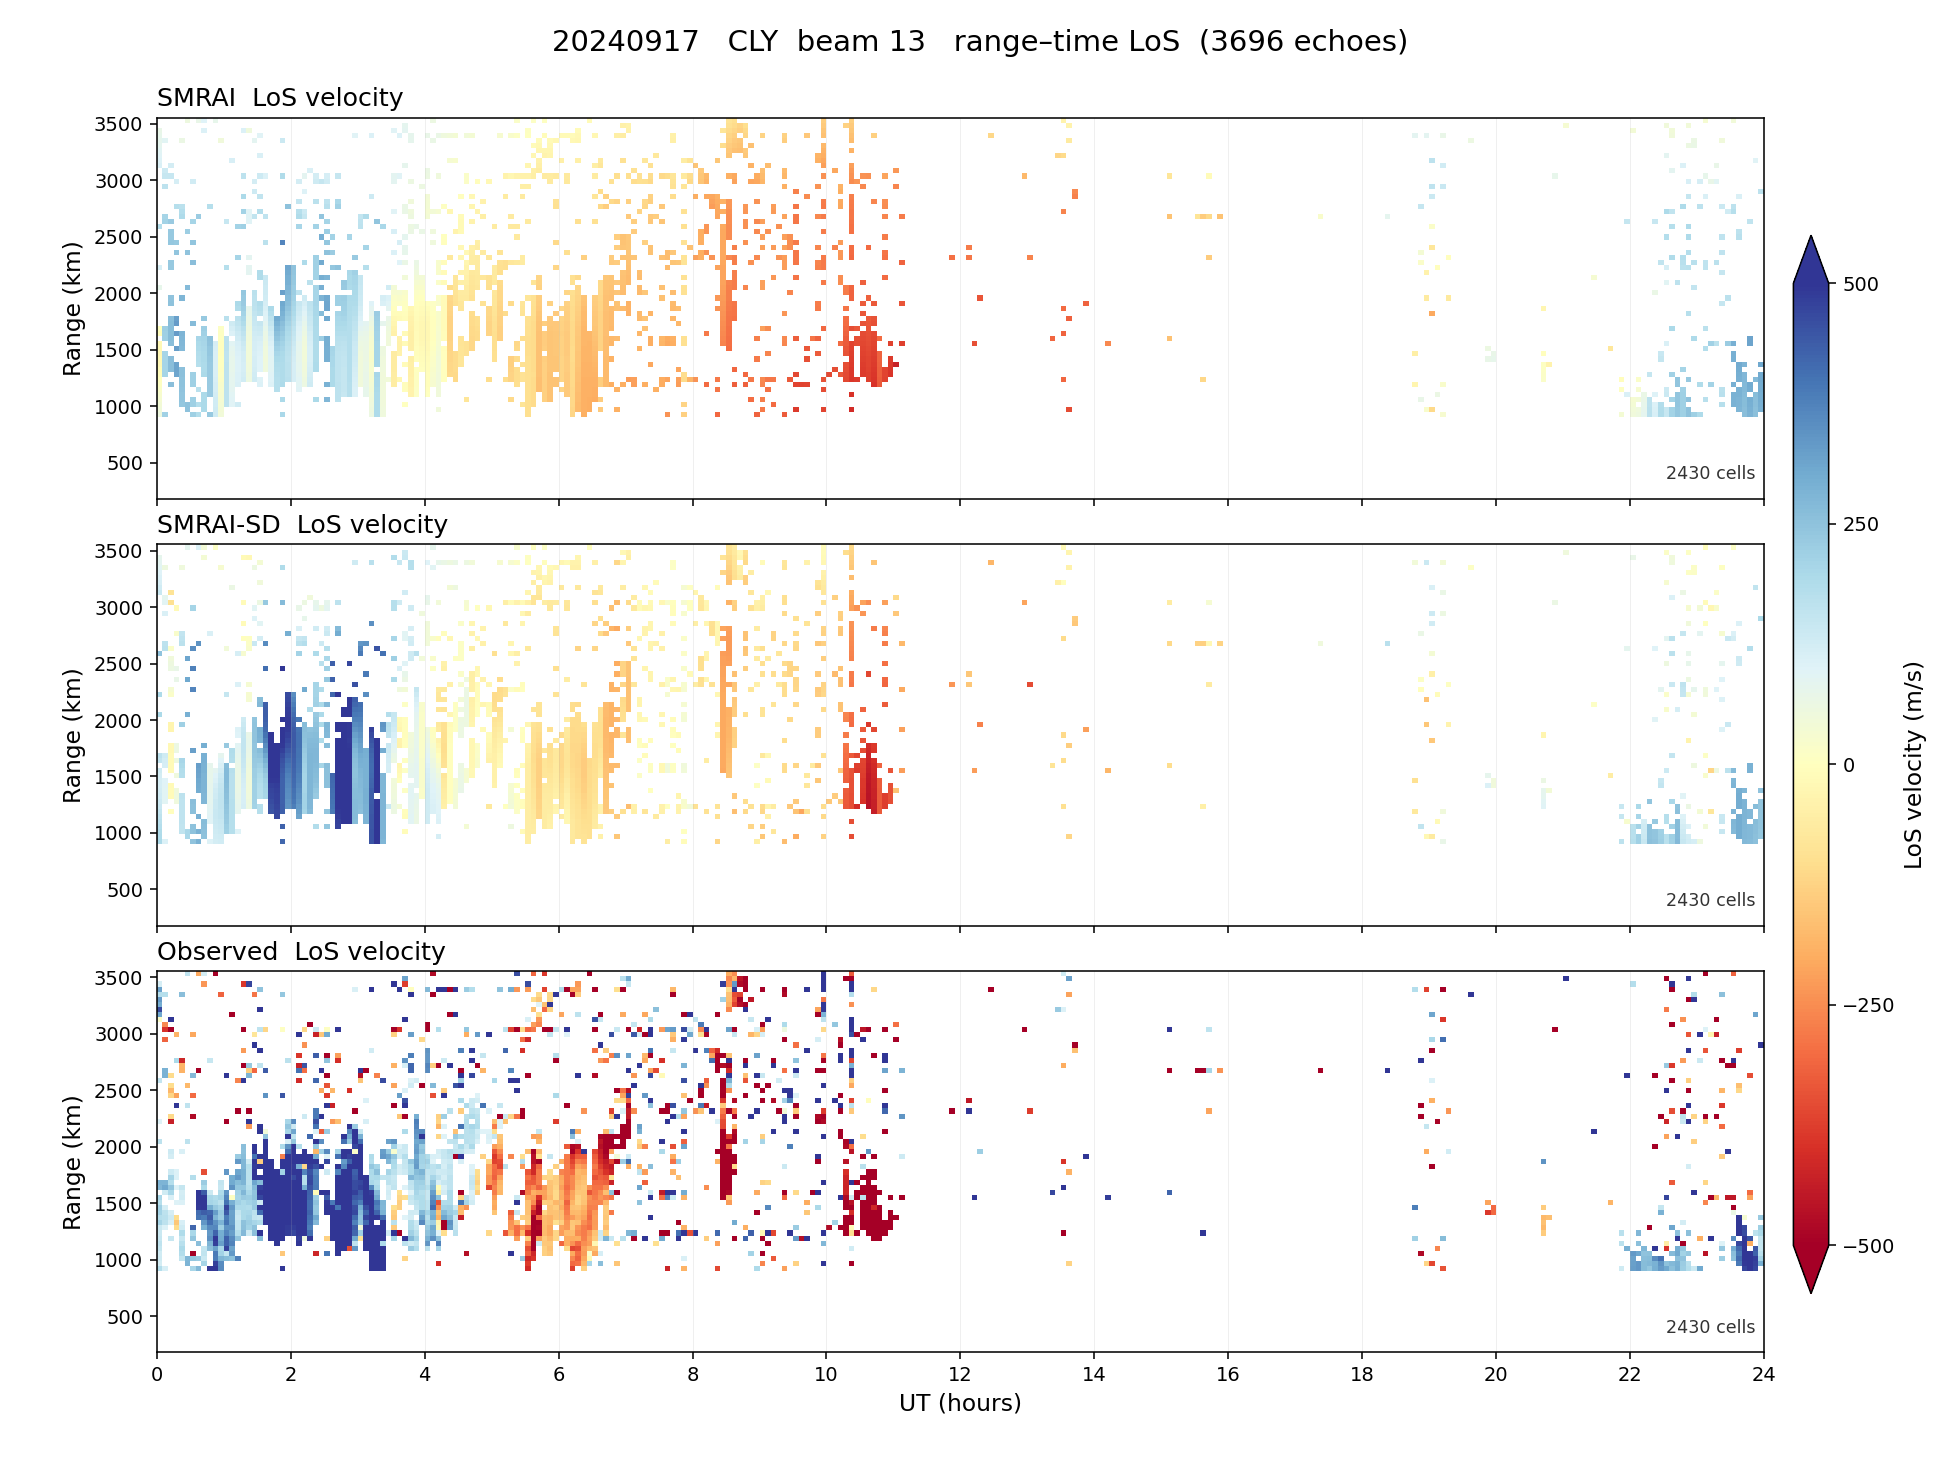 20240917   CLY  beam 13   range–time LoS  (3696 echoes)
SMRAI  LoS velocity
3500
3000
2500
2000
1500
1000
500
Range (km)
2430 cells
SMRAI-SD  LoS velocity
3500
3000
2500
2000
1500
1000
500
Range (km)
2430 cells
Observed  LoS velocity
3500
3000
2500
2000
1500
1000
500
Range (km)
2430 cells
0 2 4 6 8 10 12 14 16 18 20 22 24
UT (hours)
500
250
0
−250
−500
LoS velocity (m/s)